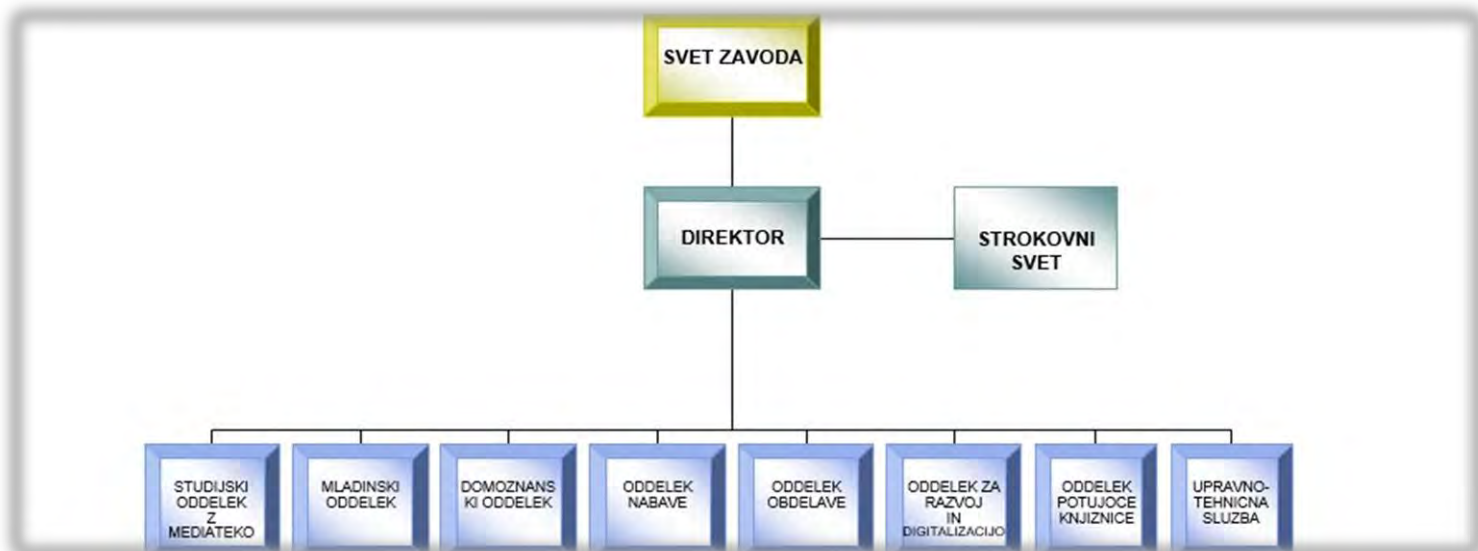 SVET ZAVODA
DIREKTOR
STROKOVNI
SVET
STUDIJSKI
ODDELEK
Z
MEDIATEKO
MLADINSKI
ODDELEK
DOMOZNANS
KI ODDELEK
ODDELEK
NABAVE
ODDELEK
OBDELAVE
ODDELEK ZA
RAZVOJ
IN
DIGITALIZACIJO
ODDELEK
POTUJOCE
KNJIZNICE
UPRAVNO-
TEHNICNA
SLUZBA